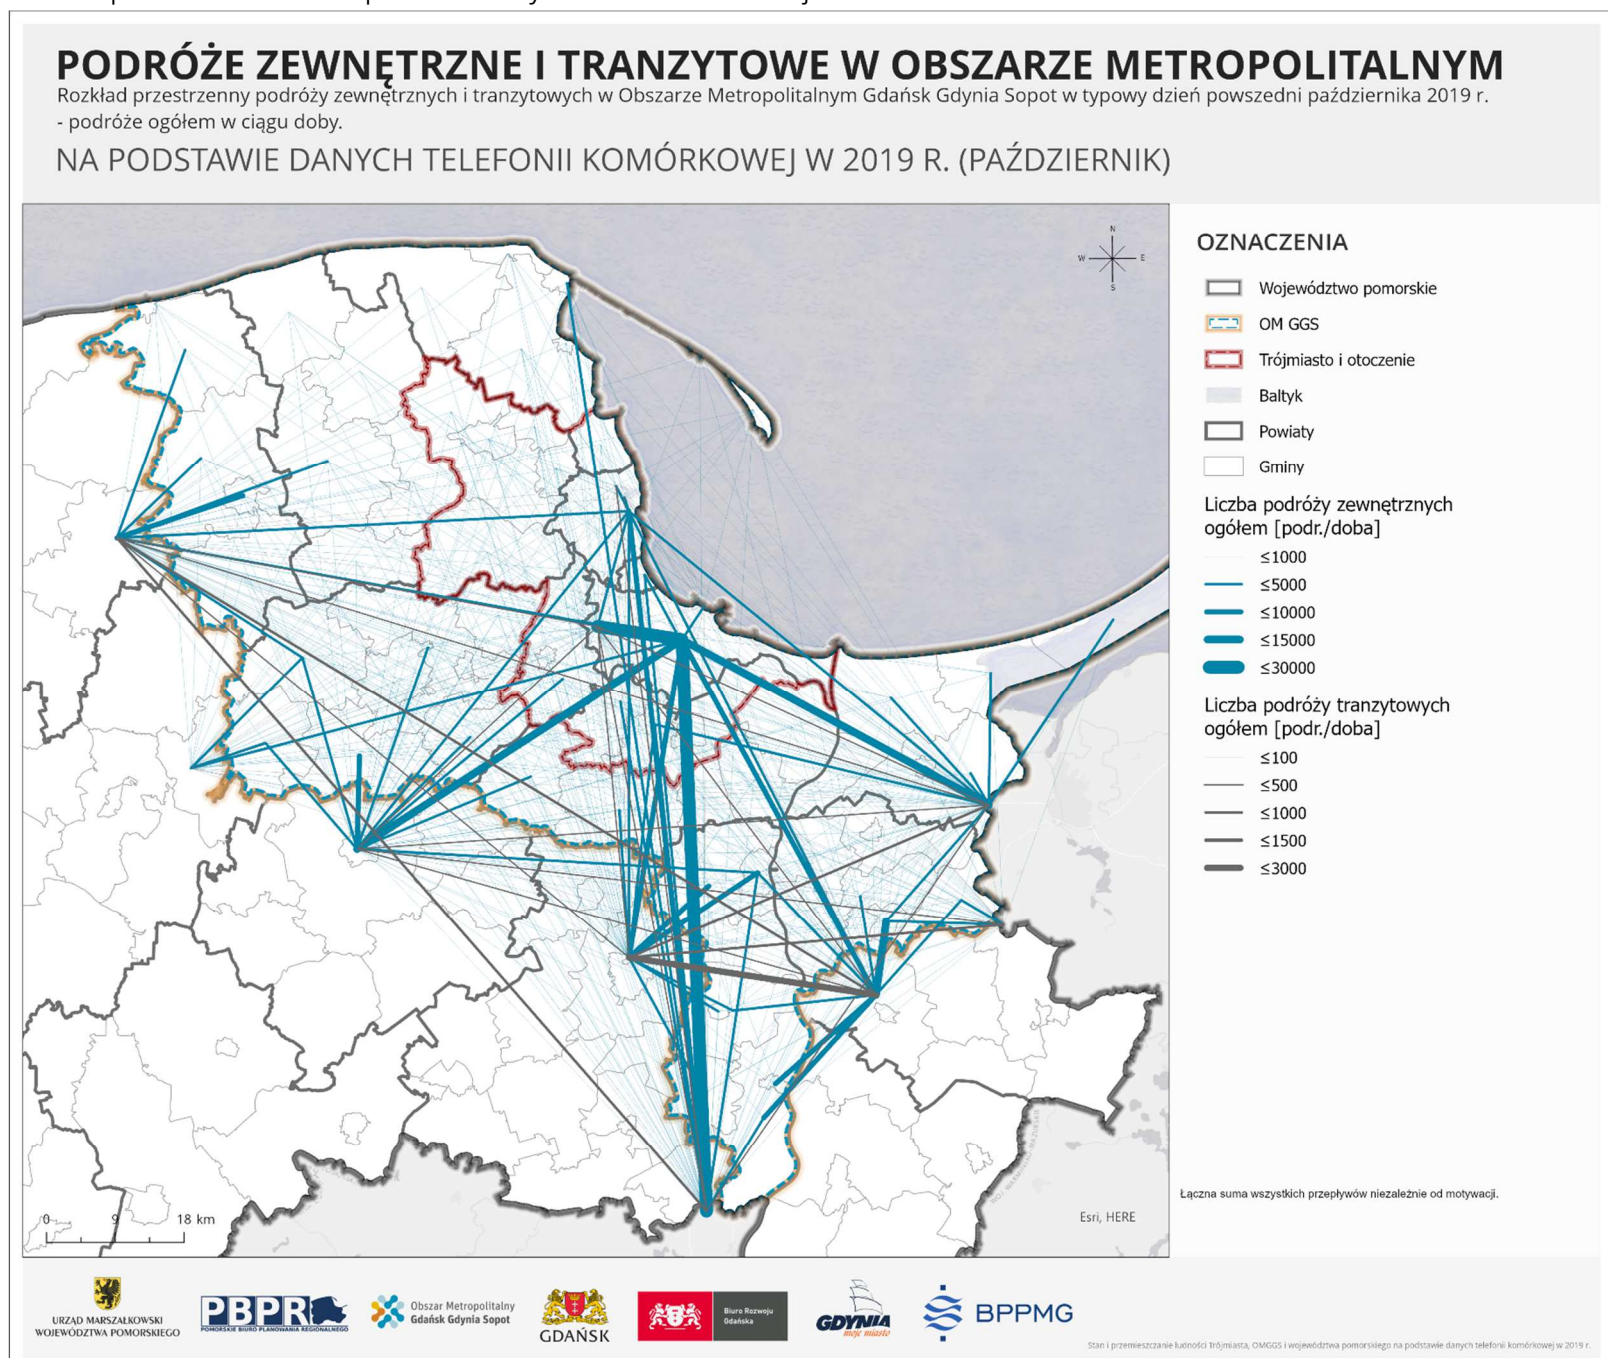 PODRÓŻE ZEWNĘTRZNE I TRANZYTOWE W OBSZARZE METROPOLITALNYM
Rozkład przestrzenny podróży zewnętrznych i tranzytowych w Obszarze Metropolitalnym Gdańsk Gdynia Sopot w typowy dzień powszedni października 2019 r.
- podróże ogółem w ciągu doby.
NA PODSTAWIE DANYCH TELEFONII KOMÓRKOWEJ W 2019 R. (PAŹDZIERNIK)
N
W
E
S
OZNACZENIA
Województwo pomorskie
OM GGS
Trójmiasto i otoczenie
Bałtyk
Powiaty
Gminy
Liczba podróży zewnętrznych
ogółem [podr./doba]
≤1000
≤5000
≤10000
≤15000
≤30000
Liczba podróży tranzytowych
ogółem [podr./doba]
≤100
≤500
≤1000
≤1500
≤3000
Łączna suma wszystkich przepływów niezależnie od motywacji.
0 9 18 km
Esri, HERE
URZĄD MARSZAŁKOWSKI
WOJEWÓDZTWA POMORSKIEGO
PBPR
POMORSKIE BIURO PLANOWANIA REGIONALNEGO
Obszar Metropolitalny
Gdańsk Gdynia Sopot
GDAŃSK
Biuro Rozwoju
Gdańska
GDYNIA
moje miasto
BPPMG
Stan i przemieszczanie ludności Trójmiasta, OMGGS i województwa pomorskiego na podstawie danych telefonii komórkowej w 2019 r.